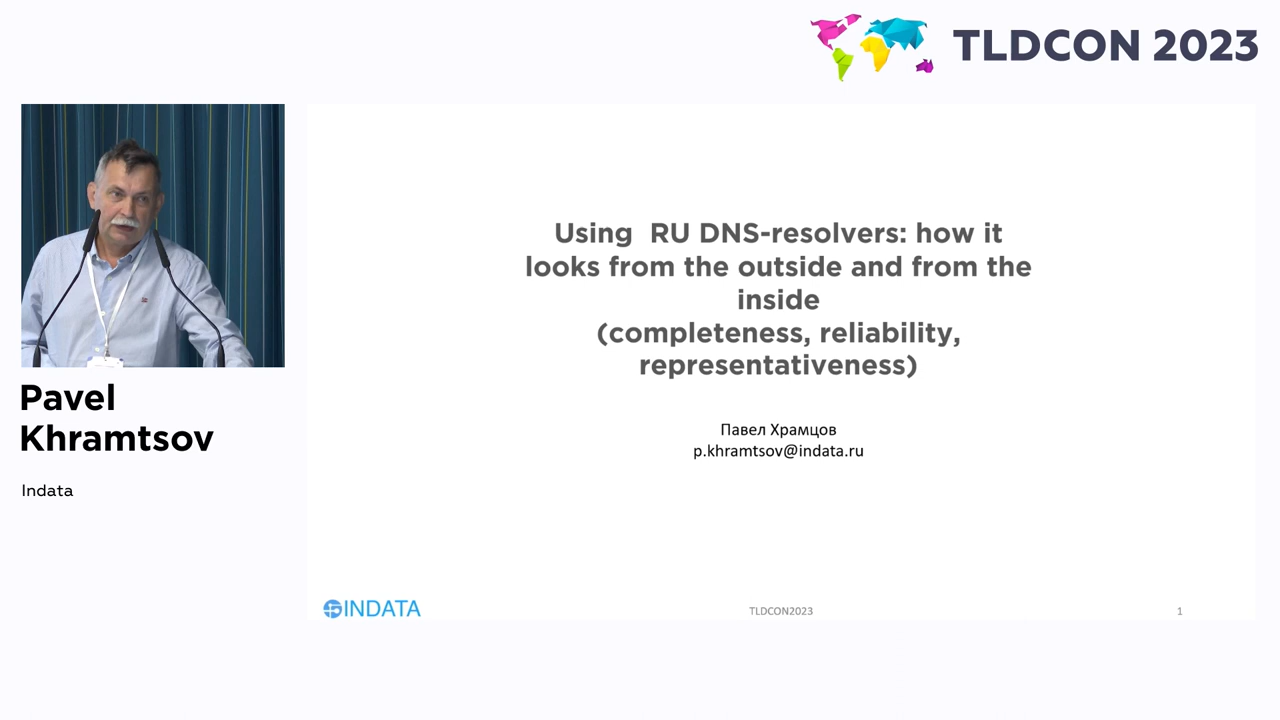 TLDCON 2023
Pavel
Khramtsov
Indata
Using RU DNS-resolvers: how it
looks from the outside and from the
inside
(completeness, reliability,
representativeness)
Павел Храмцов
p.khramtsov@indata.ru
INDATA
TLDCON2023
1